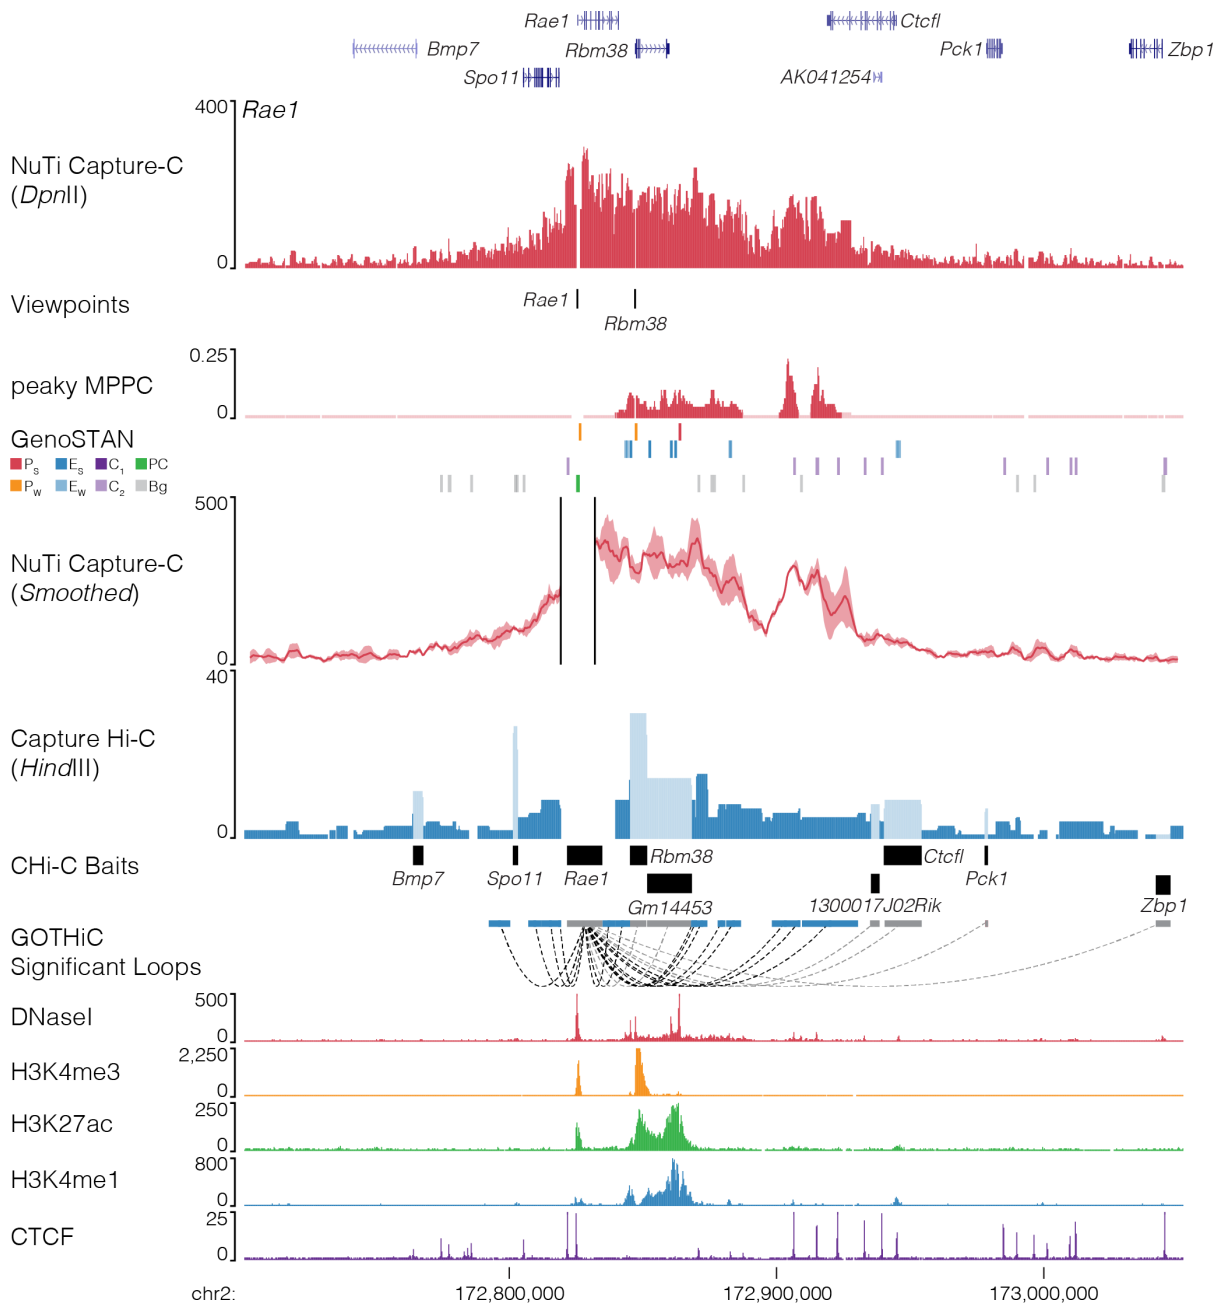 Rae1
Ctcfl
Bmp7
Rbm38
Pck1
Zbp1
Spo11
AK041254
400
Rae1
NuTi Capture-C
(DpnII)
0
Viewpoints
Rae1
Rbm38
0.25
peaky MPPC
0
GenoSTAN
Ps Es C1 PC
Pw Ew C2 Bg
500
NuTi Capture-C
(Smoothed)
0
40
Capture Hi-C
(HindIII)
0
CHi-C Baits
Rbm38
Ctcfl
Bmp7
Spo11
Rae1
Pck1
Gm14453
1300017J02Rik
Zbp1
GOTHiC
Significant Loops
500
DNaseI
0
2,250
H3K4me3
0
250
H3K27ac
0
800
H3K4me1
0
25
CTCF
0
chr2:
172,800,000
172,900,000
173,000,000